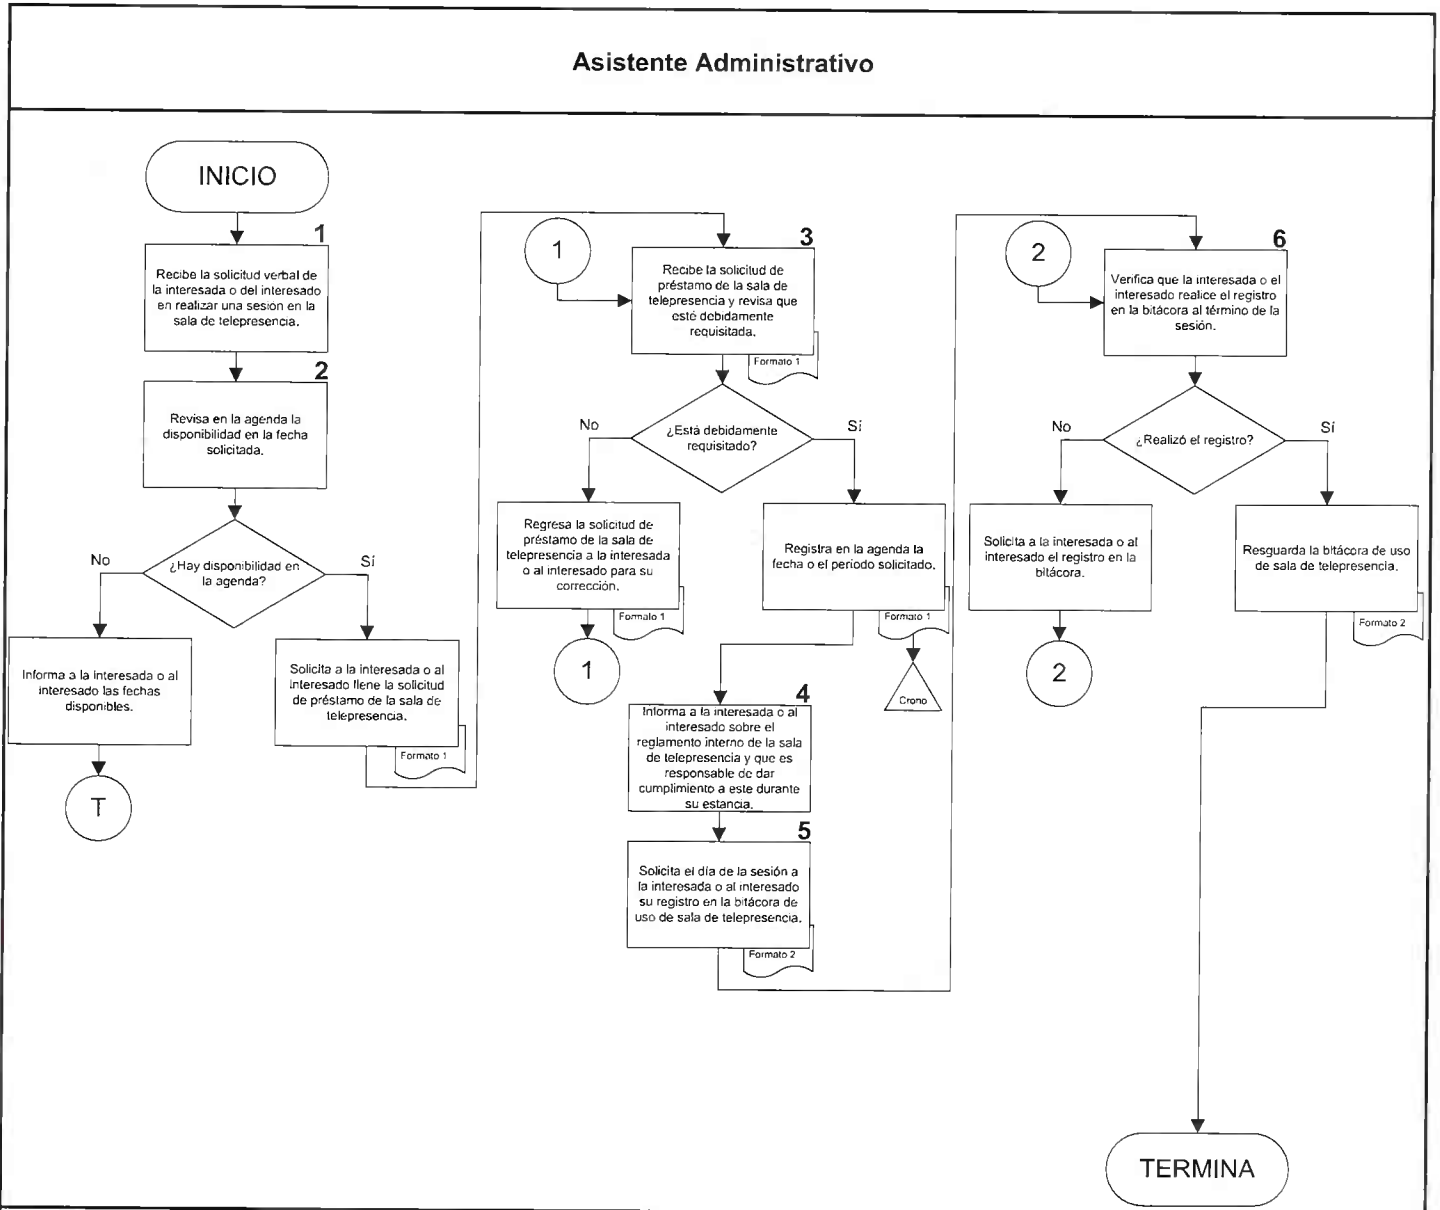 Asistente Administrativo
INICIO
1
Recibe la solicitud verbal de
la interesada o del interesado
en realizar una sesión en la
sala de telepresencia.
2
Revisa en la agenda la
disponibilidad en la fecha
solicitada.
¿Hay disponibilidad en
la agenda?
No
Sí
Informa a la interesada o al
interesado las fechas
disponibles.
T
Solicita a la interesada o al
interesado llene la solicitud
de préstamo de la sala de
telepresencia.
Formato 1
1
3
Recibe la solicitud de
préstamo de la sala de
telepresencia y revisa que
esté debidamente
requisitada.
Formato 1
¿Está debidamente
requisitado?
No
Sí
Regresa la solicitud de
préstamo de la sala de
telepresencia a la interesada
o al interesado para su
corrección.
Formato 1
1
Registra en la agenda la
fecha o el periodo solicitado.
Formato 1
Crono
4
Informa a la interesada o al
interesado sobre el
reglamento interno de la sala
de telepresencia y que es
responsable de dar
cumplimiento a este durante
su estancia.
5
Solicita el día de la sesión a
la interesada o al interesado
su registro en la bitácora de
uso de sala de telepresencia.
Formato 2
2
6
Verifica que la interesada o el
interesado realice el registro
en la bitácora al término de la
sesión.
¿Realizó el registro?
No
Sí
Solicita a la interesada o al
interesado el registro en la
bitácora.
2
Resguarda la bitácora de uso
de sala de telepresencia.
Formato 2
TERMINA